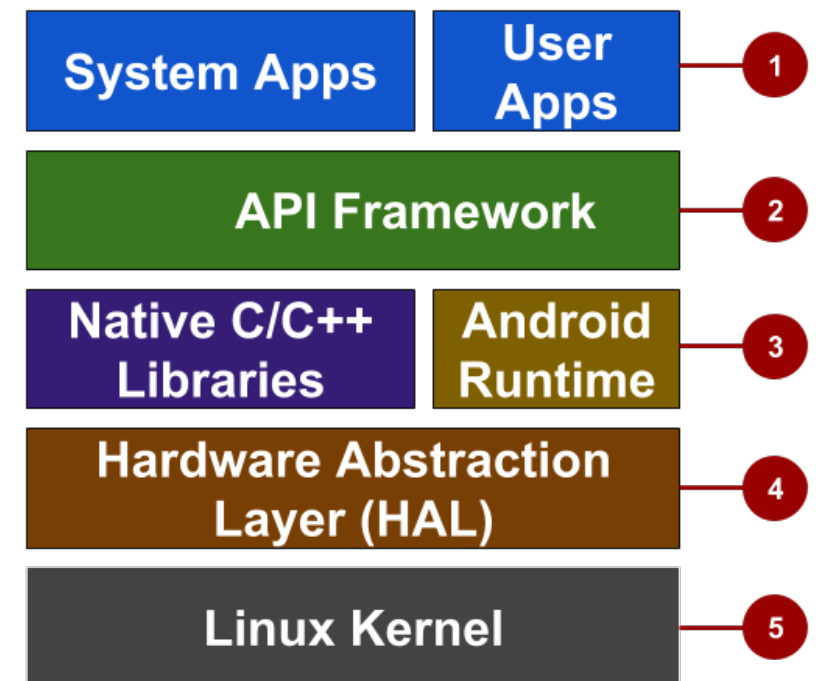 System Apps
User
Apps
1
API Framework
2
Native C/C++
Libraries
Android
Runtime
3
Hardware Abstraction
Layer (HAL)
4
Linux Kernel
5